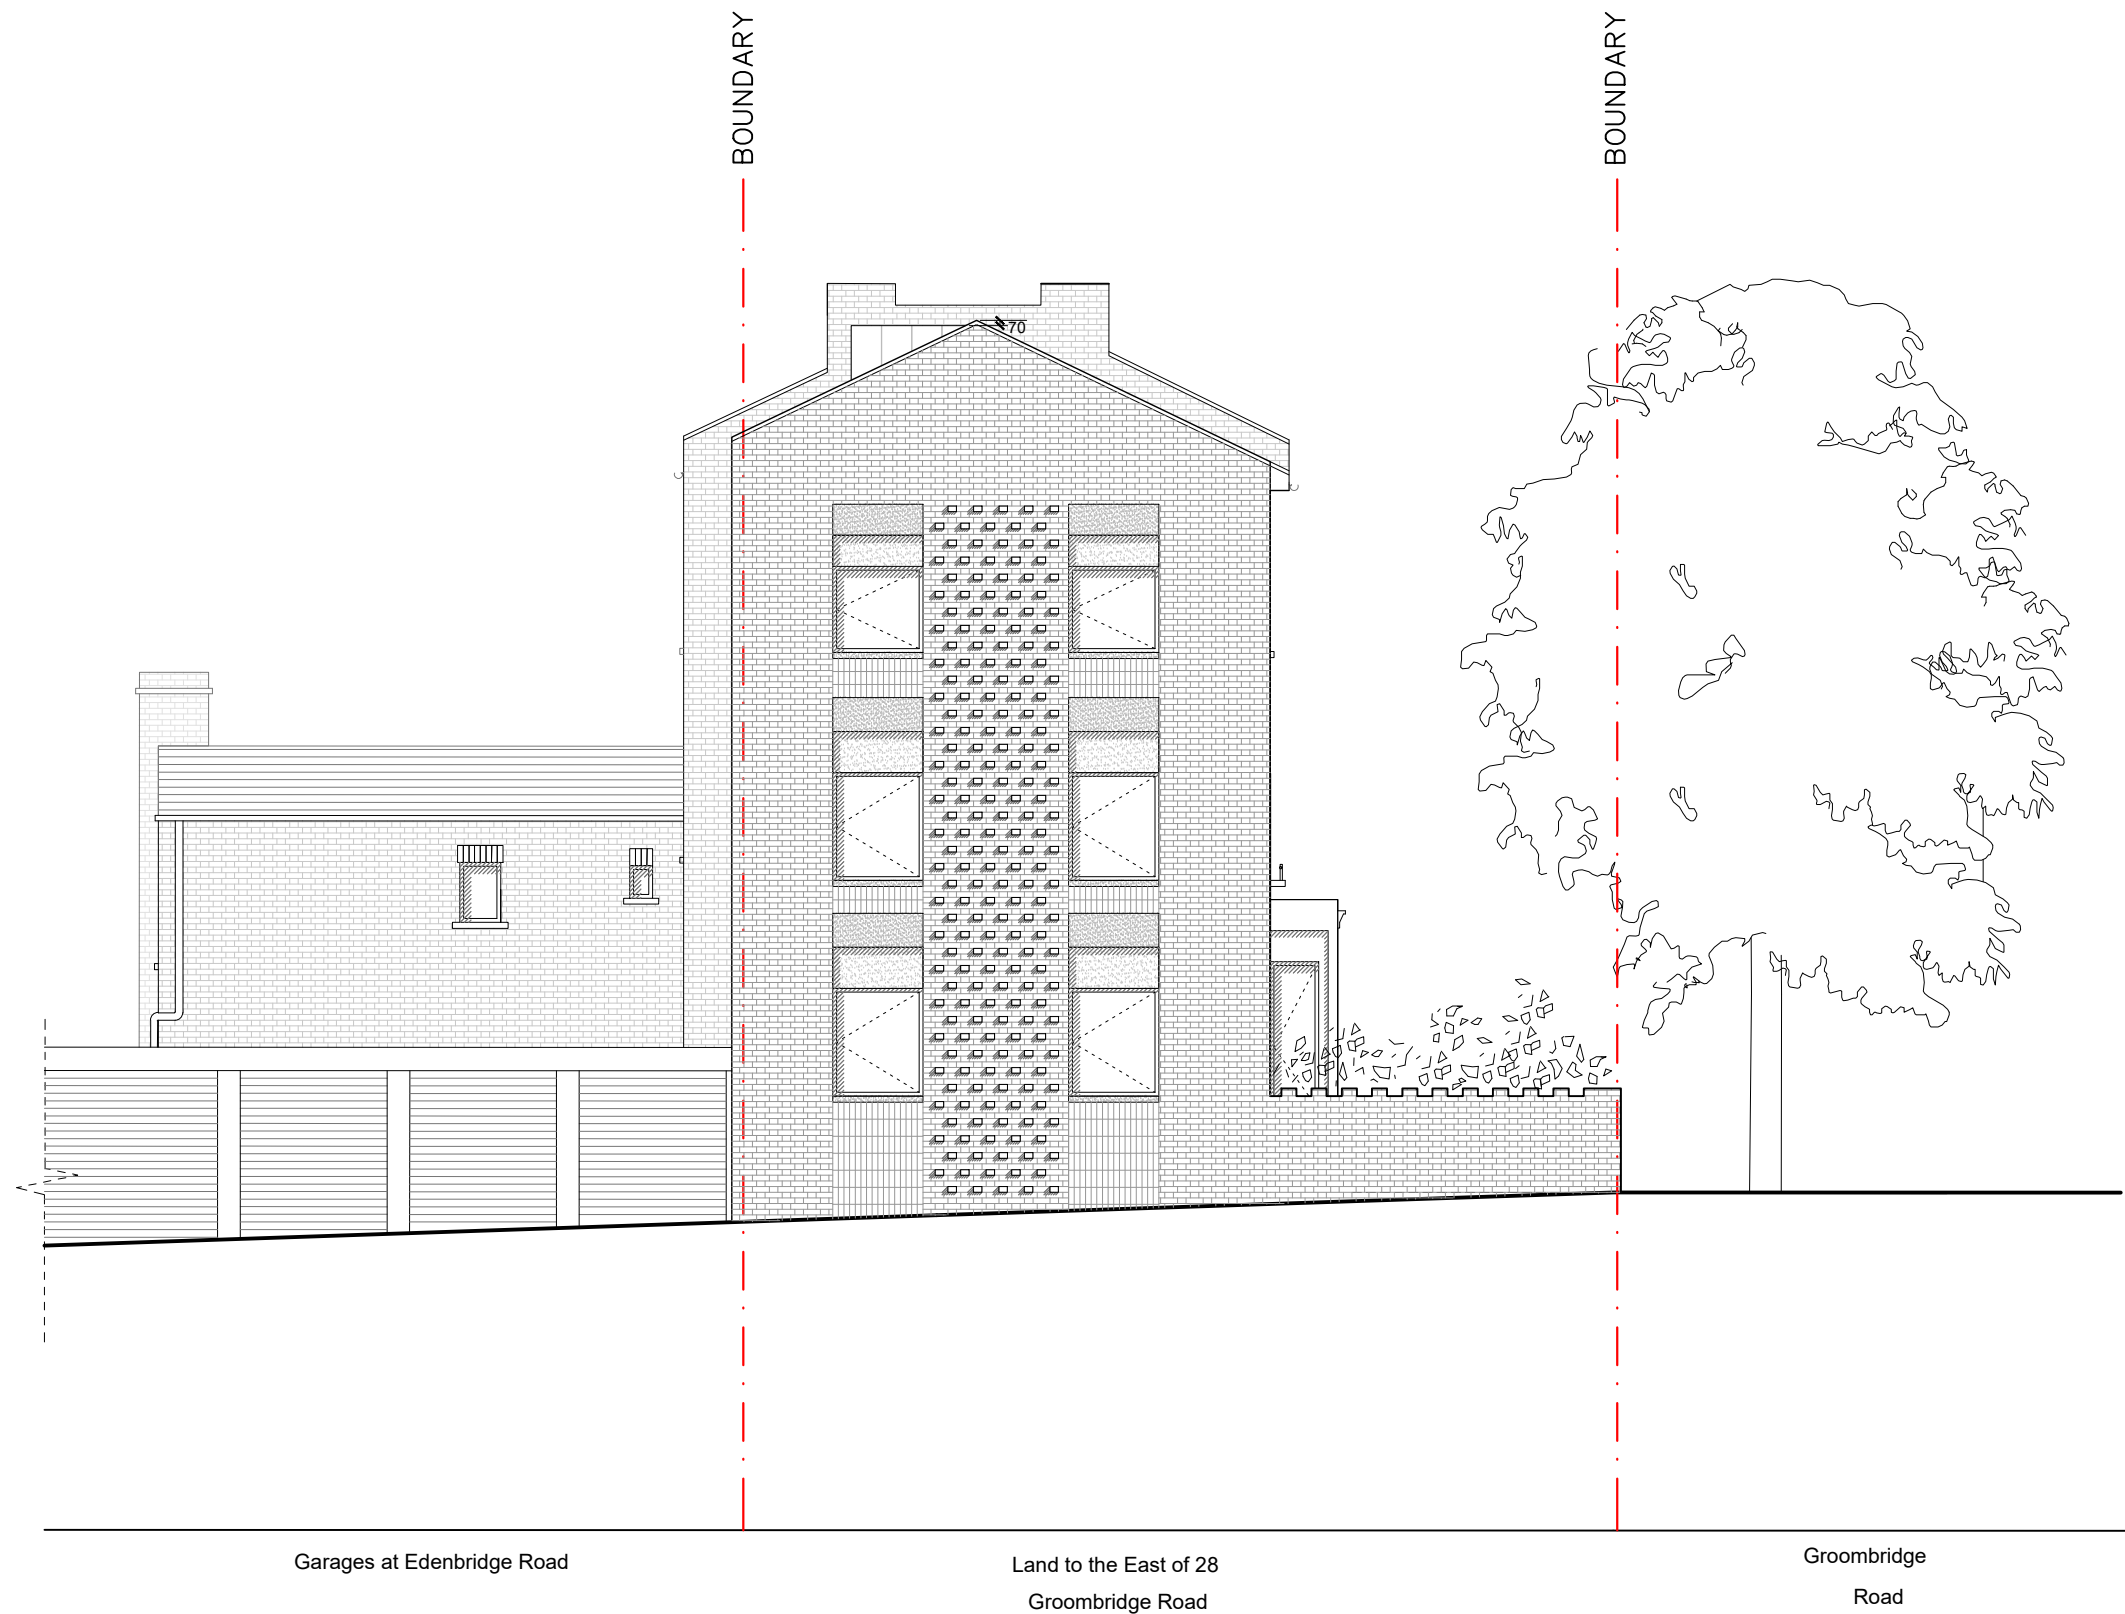 BOUNDARY
BOUNDARY
70
Garages at Edenbridge Road
Land to the East of 28
Groombridge Road
Groombridge
Road